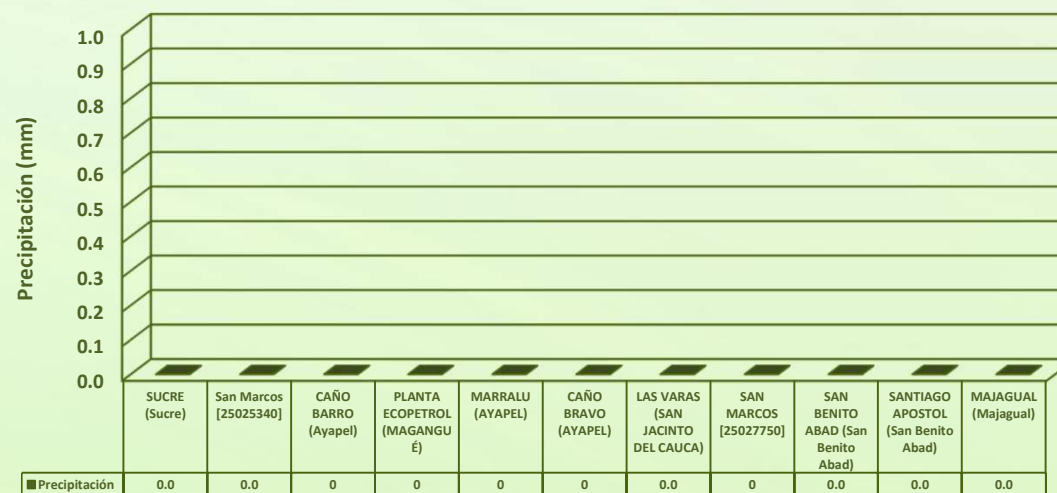 Precipitación (mm)
1.0
0.9
0.8
0.7
0.6
0.5
0.4
0.3
0.2
0.1
0.0
SUCRE
(Sucre)
San Marcos
[25025340]
CAÑO
BARRO
(Ayapel)
PLANTA
ECOPETROL
(MAGANGU
É)
MARRALU
(AYAPEL)
CAÑO
BRAVO
(AYAPEL)
LAS VARAS
(SAN
JACINTO
DEL CAUCA)
SAN
MARCOS
[25027750]
SAN
BENITO
ABAD (San
Benito
Abad)
SANTIAGO
APOSTOL
(San Benito
Abad)
MAJAGUAL
(Majagual)
Precipitación 0.0 0.0 0 0 0 0 0.0 0 0.0 0.0 0.0